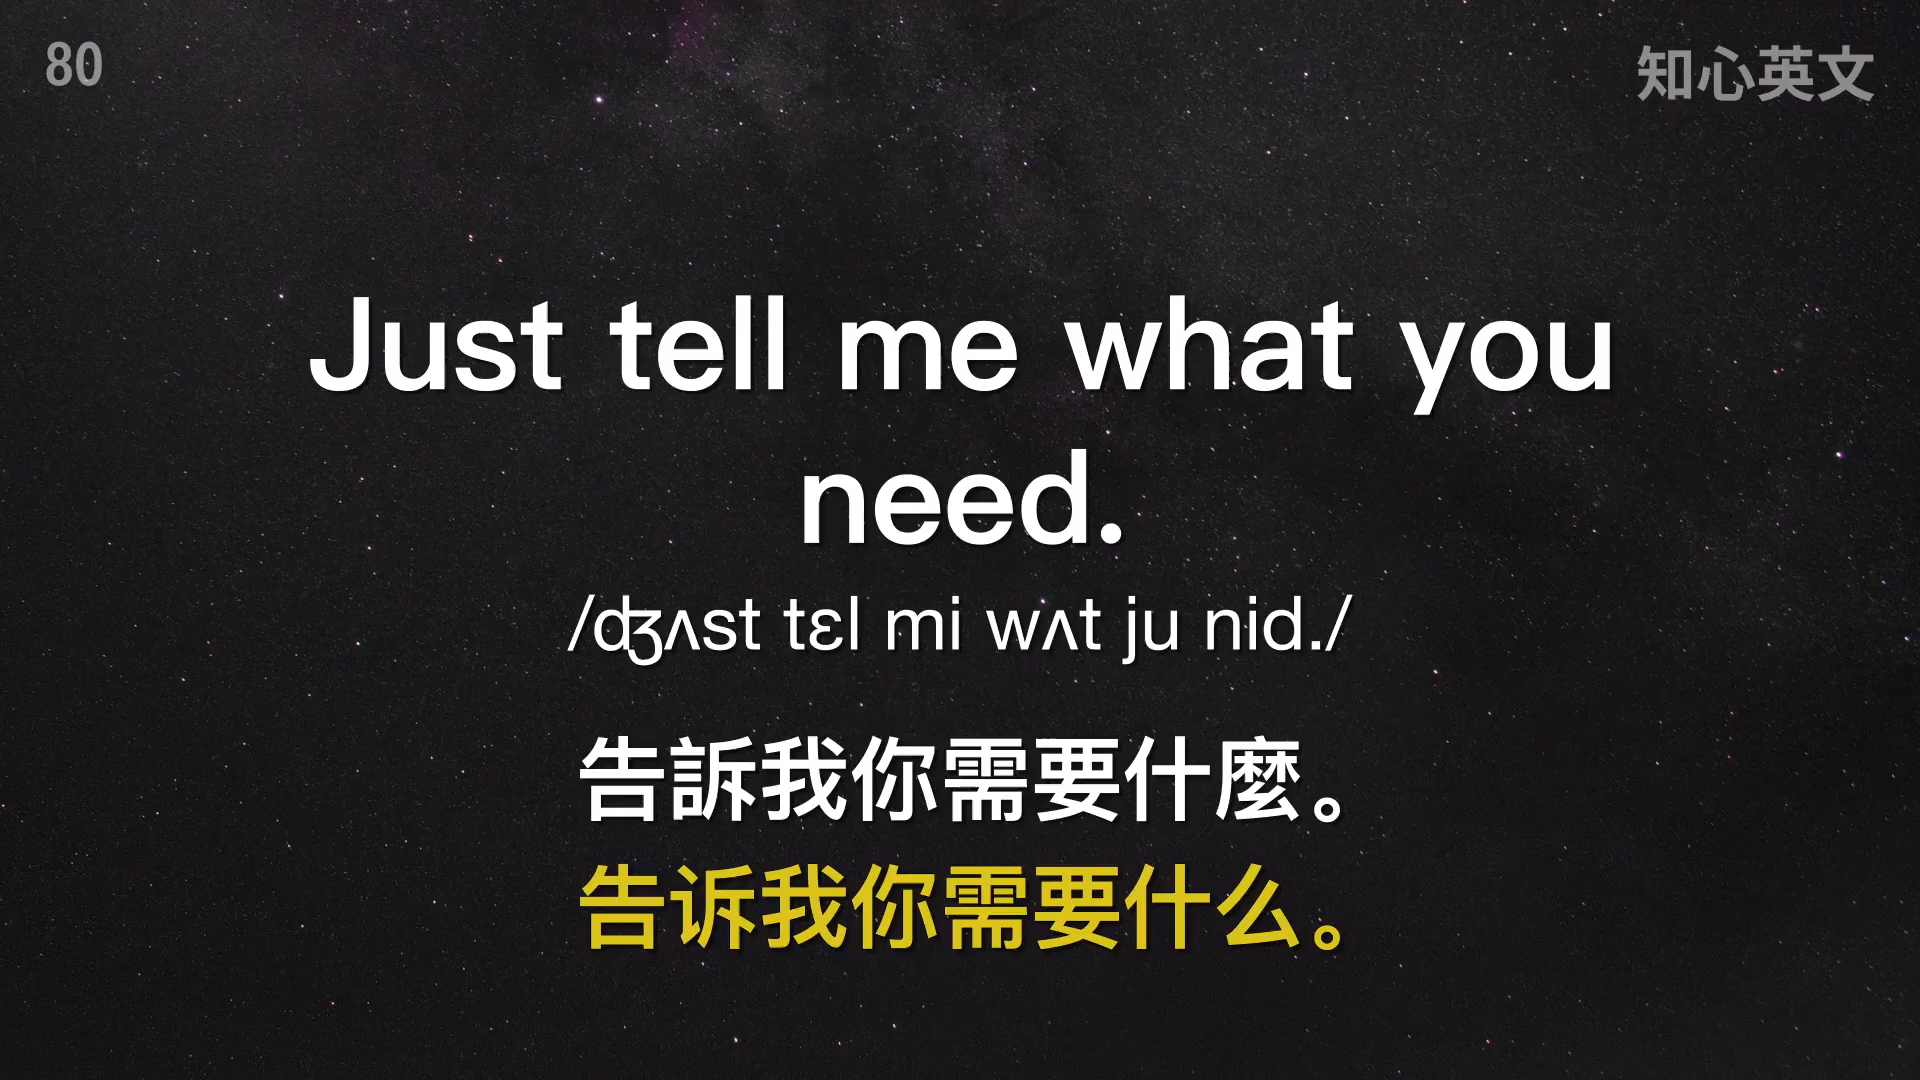 80
知心英文
Just tell me what you
need.
/ʤʌst tɛl mi wʌt ju nid./
告訴我你需要什麼。
告诉我你需要什么。